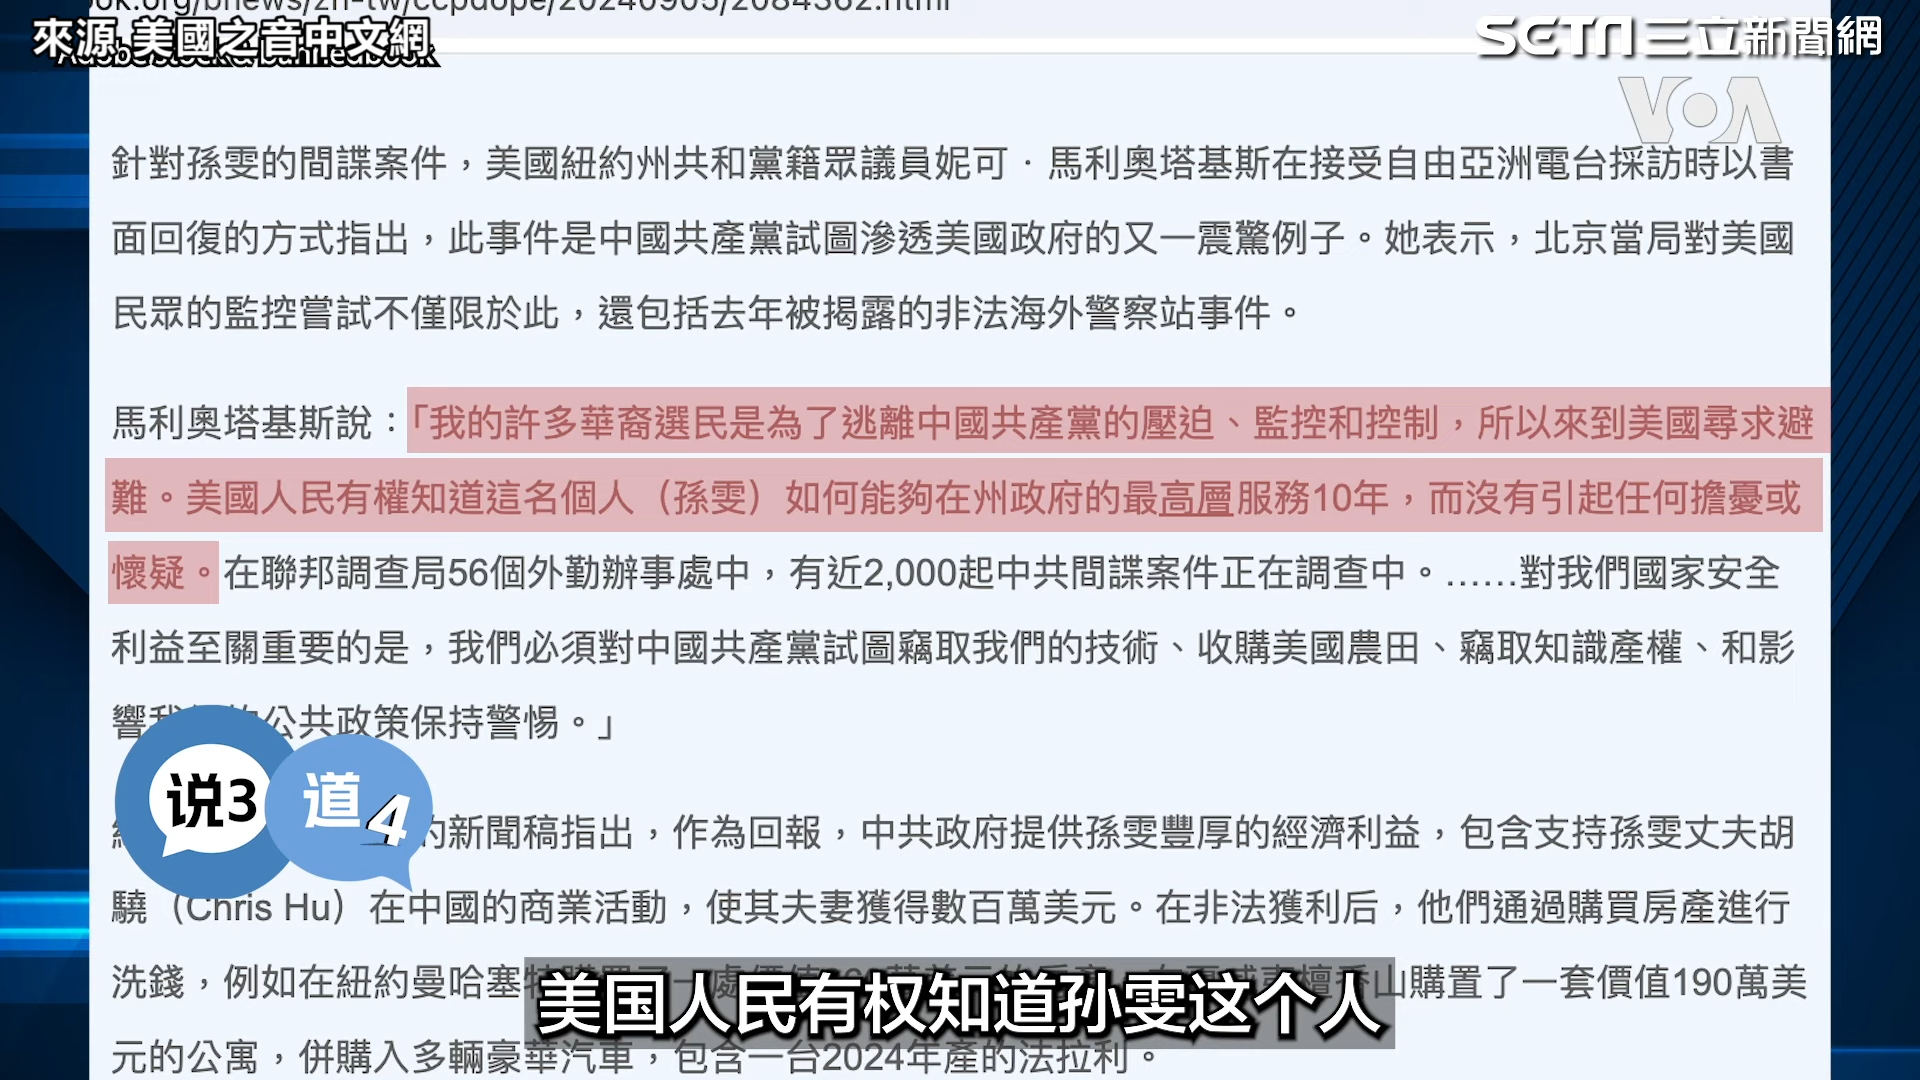 ok.org/bnews/zh-tw/ccpdope/20240905/2084362.html
來源 美國之音中文網
SETN三立新聞網
VOA
針對孫雯的間諜案件，美國紐約州共和黨籍眾議員妮可·馬利奧塔基斯在接受自由亞洲電台採訪時以書
面回復的方式指出，此事件是中國共產黨試圖滲透美國政府的又一震驚例子。她表示，北京當局對美國
民眾的監控嘗試不僅限於此，還包括去年被揭露的非法海外警察站事件。
馬利奧塔基斯說：「我的許多華裔選民是為了逃離中國共產黨的壓迫、監控和控制，所以來到美國尋求避
難。美國人民有權知道這名個人（孫雯）如何能夠在州政府的最高層服務10年，而沒有引起任何擔憂或
懷疑。在聯邦調查局56個外勤辦事處中，有近2,000起中共間諜案件正在調查中。……對我們國家安全
利益至關重要的是，我們必須對中國共產黨試圖竊取我們的技術、收購美國農田、竊取知識產權、和影
響 公共政策保持警惕。」
说3道4
的新聞稿指出，作為回報，中共政府提供孫雯豐厚的經濟利益，包含支持孫雯丈夫胡
驍（Chris Hu）在中國的商業活動，使其夫妻獲得數百萬美元。在非法獲利后，他們通過購買房產進行
洗錢，例如在紐約曼哈塞 山購置了一套價值190萬美
美国人民有权知道孙雯这个人
元的公寓，併購入多輛豪華汽車，包含一台2024年產的法拉利。